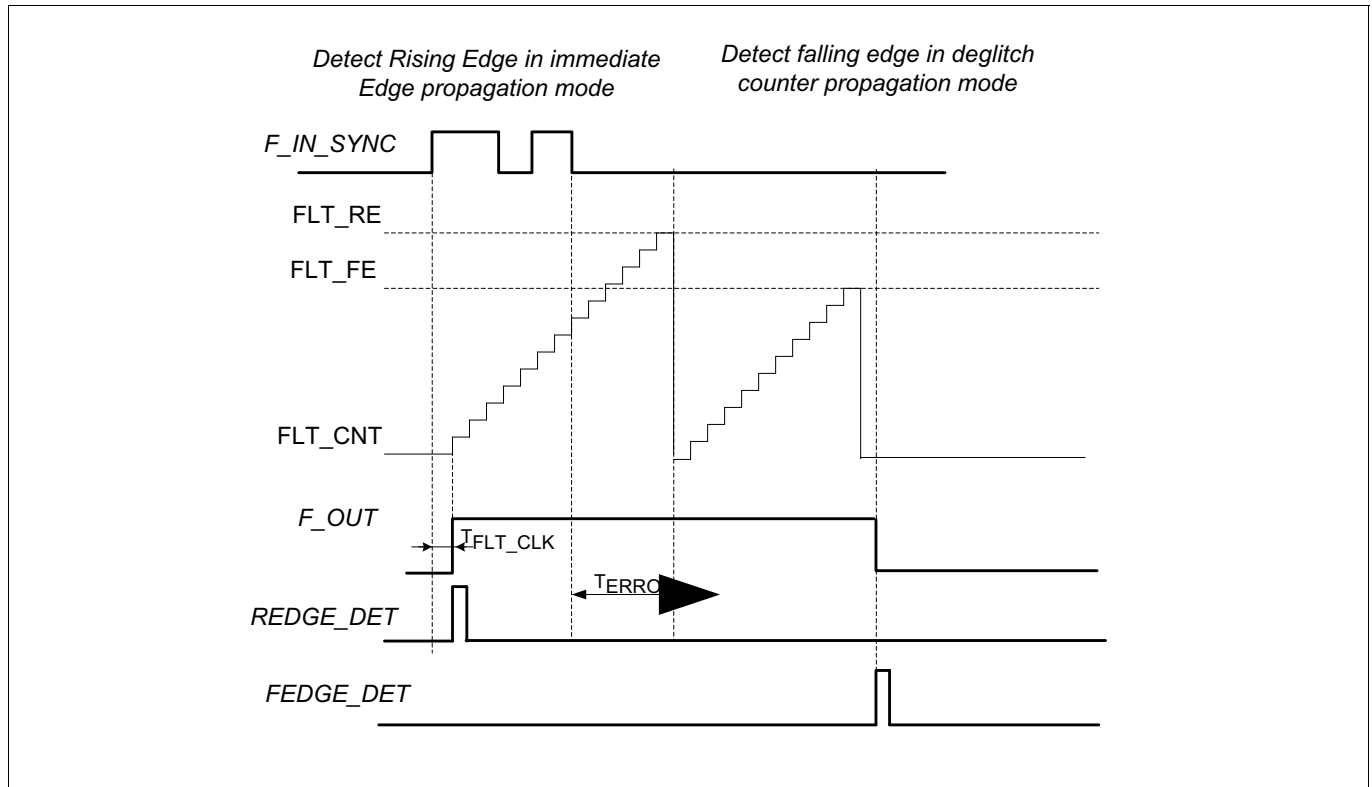 Detect Rising Edge in immediate
Edge propagation mode
Detect falling edge in deglitch
counter propagation mode
F_IN_SYNC
FLT_RE
FLT_FE
FLT_CNT
F_OUT
TFLT_CLK
TERRO
REDGE_DET
FEDGE_DET